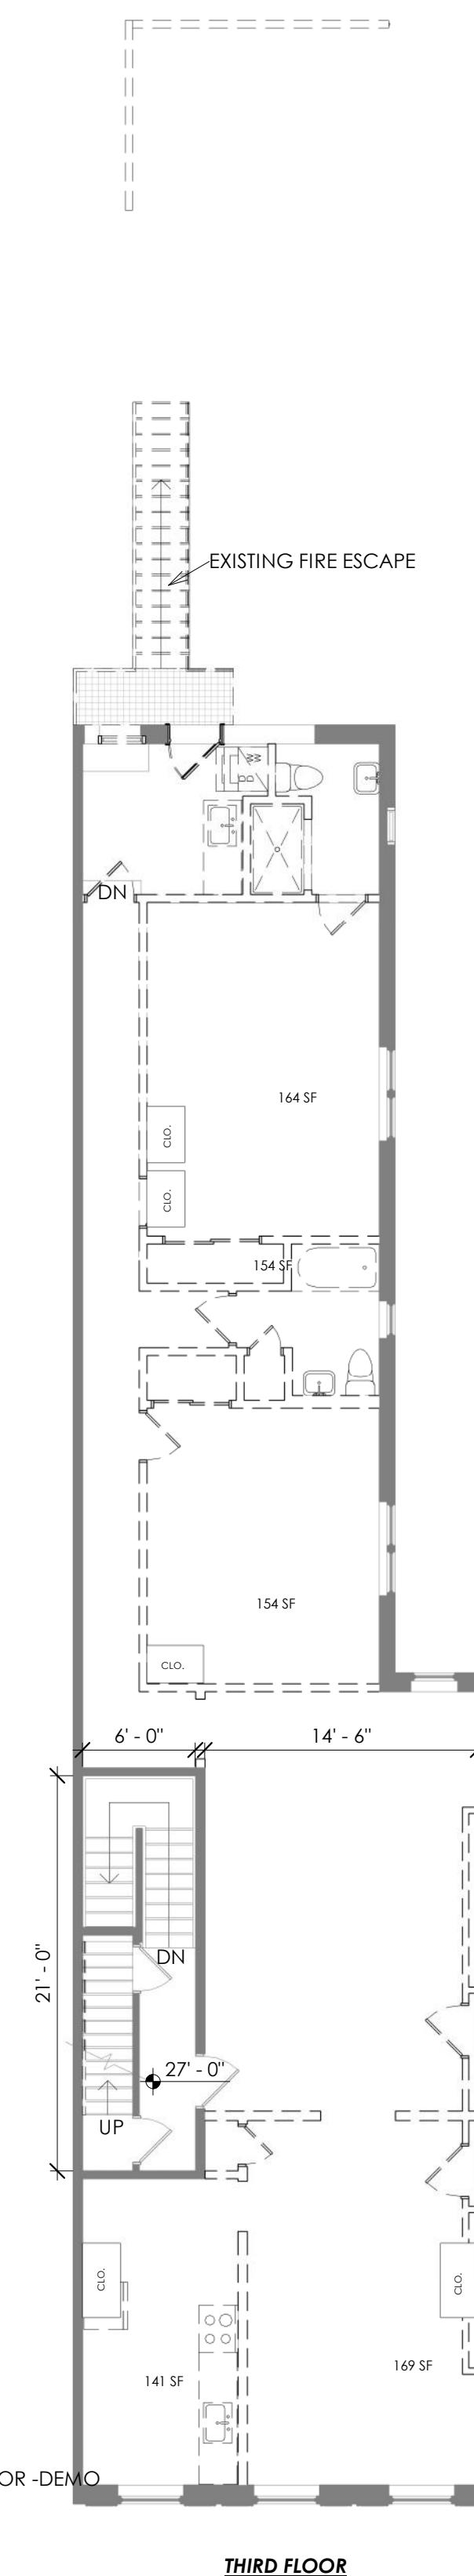 EXISTING FIRE ESCAPE
W
D
DN
164 SF
CLO.
CLO.
154 SF
154 SF
CLO.
6' - 0"
14' - 6"
21' - 0"
DN
27' - 0"
UP
CLO.
CLO.
169 SF
141 SF
OR -DEMO
THIRD FLOOR